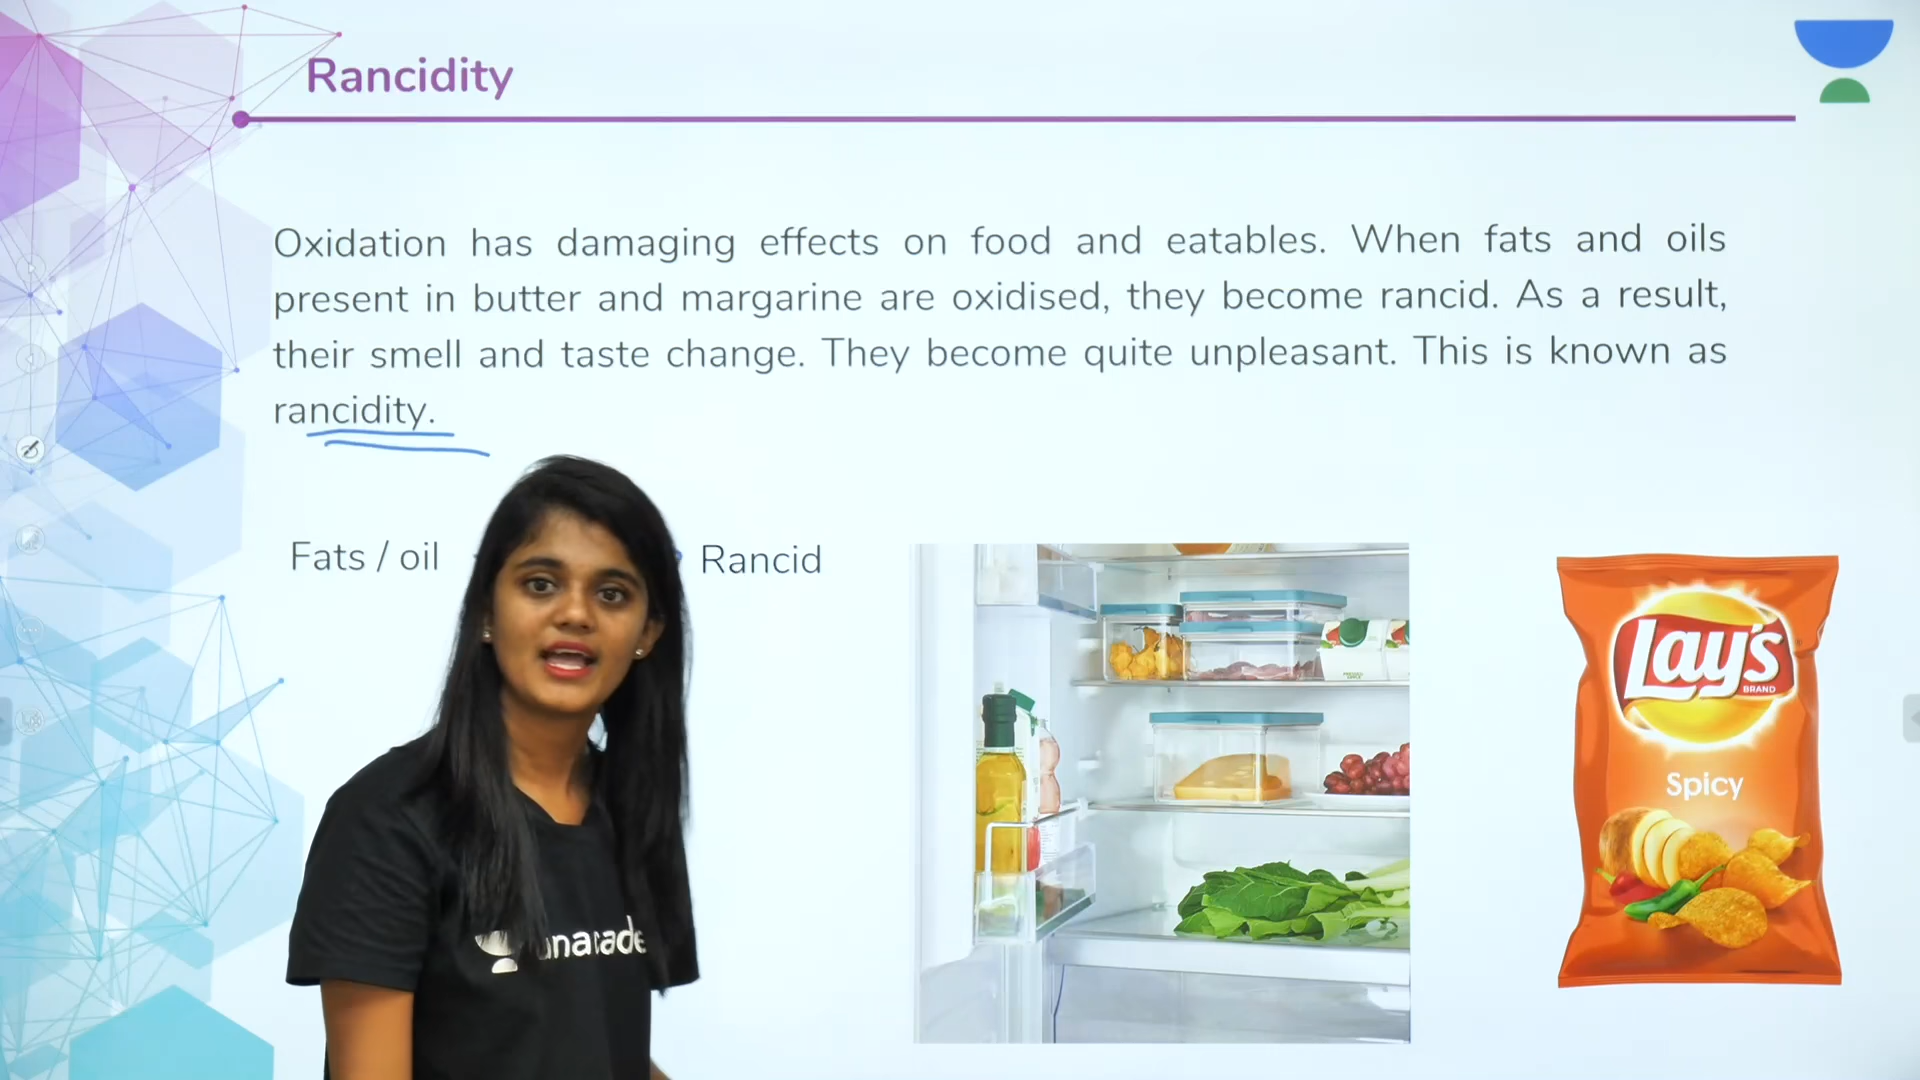 Rancidity
Oxidation has damaging effects on food and eatables. When fats and oils
present in butter and margarine are oxidised, they become rancid. As a result,
their smell and taste change. They become quite unpleasant. This is known as
rancidity.
Fats / oil
Rancid
Lay's
BRAND
Spicy